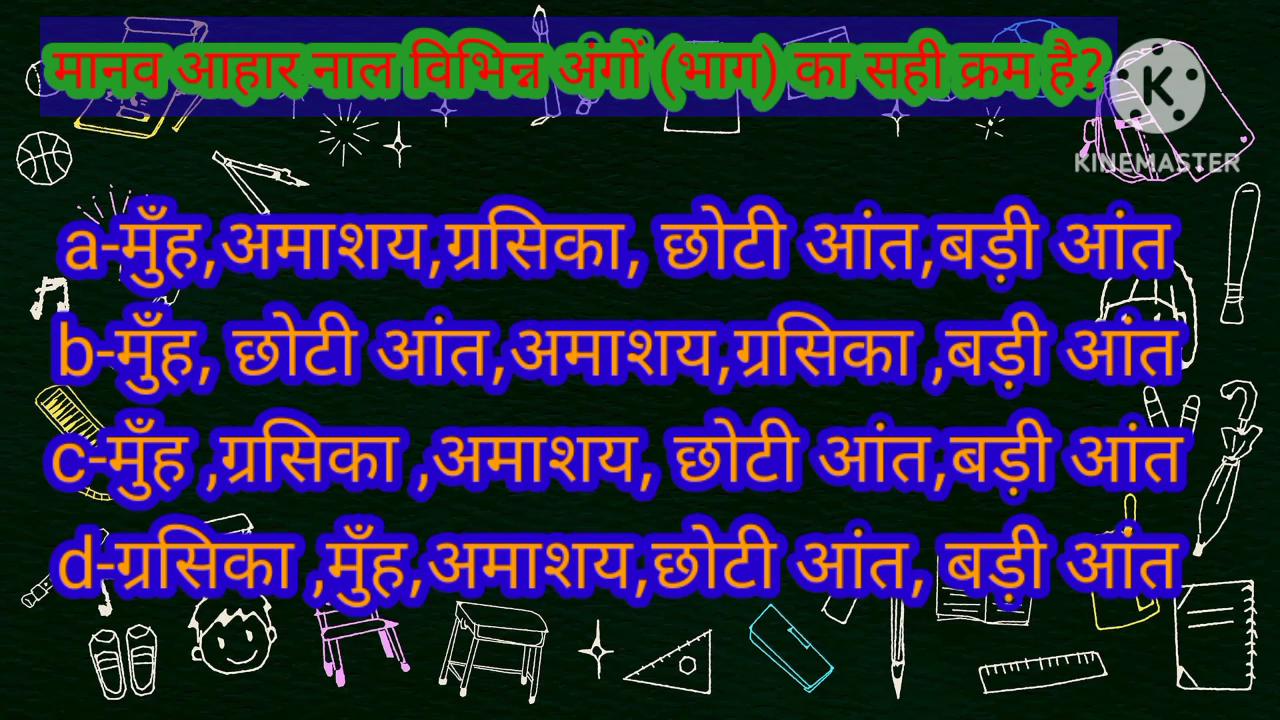 मानव आहार नाल विभिन्न अंगों (भाग) का सही क्रम है?
K
KINEMASTER
a-मुँह,अमाशय,ग्रसिका, छोटी आंत,बड़ी आंत
b-मुँह, छोटी आंत,अमाशय,ग्रसिका ,बड़ी आंत
c-मुँह ,ग्रसिका ,अमाशय, छोटी आंत,बड़ी आंत
d-ग्रसिका ,मुँह,अमाशय,छोटी आंत, बड़ी आंत